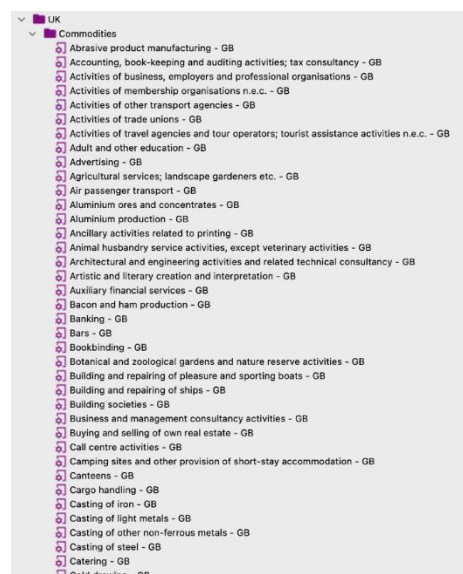 UK
Commodities
Abrasive product manufacturing - GB
Accounting, book-keeping and auditing activities; tax consultancy - GB
Activities of business, employers and professional organisations - GB
Activities of membership organisations n.e.c. - GB
Activities of other transport agencies - GB
Activities of trade unions - GB
Activities of travel agencies and tour operators; tourist assistance activities n.e.c. - GB
Adult and other education - GB
Advertising - GB
Agricultural services; landscape gardeners etc. - GB
Air passenger transport - GB
Aluminium ores and concentrates - GB
Aluminium production - GB
Ancillary activities related to printing - GB
Animal husbandry service activities, except veterinary activities - GB
Architectural and engineering activities and related technical consultancy - GB
Artistic and literary creation and interpretation - GB
Auxiliary financial services - GB
Bacon and ham production - GB
Banking - GB
Bars - GB
Bookbinding - GB
Botanical and zoological gardens and nature reserve activities - GB
Building and repairing of pleasure and sporting boats - GB
Building and repairing of ships - GB
Building societies - GB
Business and management consultancy activities - GB
Buying and selling of own real estate - GB
Call centre activities - GB
Camping sites and other provision of short-stay accommodation - GB
Canteens - GB
Cargo handling - GB
Casting of iron - GB
Casting of light metals - GB
Casting of other non-ferrous metals - GB
Casting of steel - GB
Catering - GB